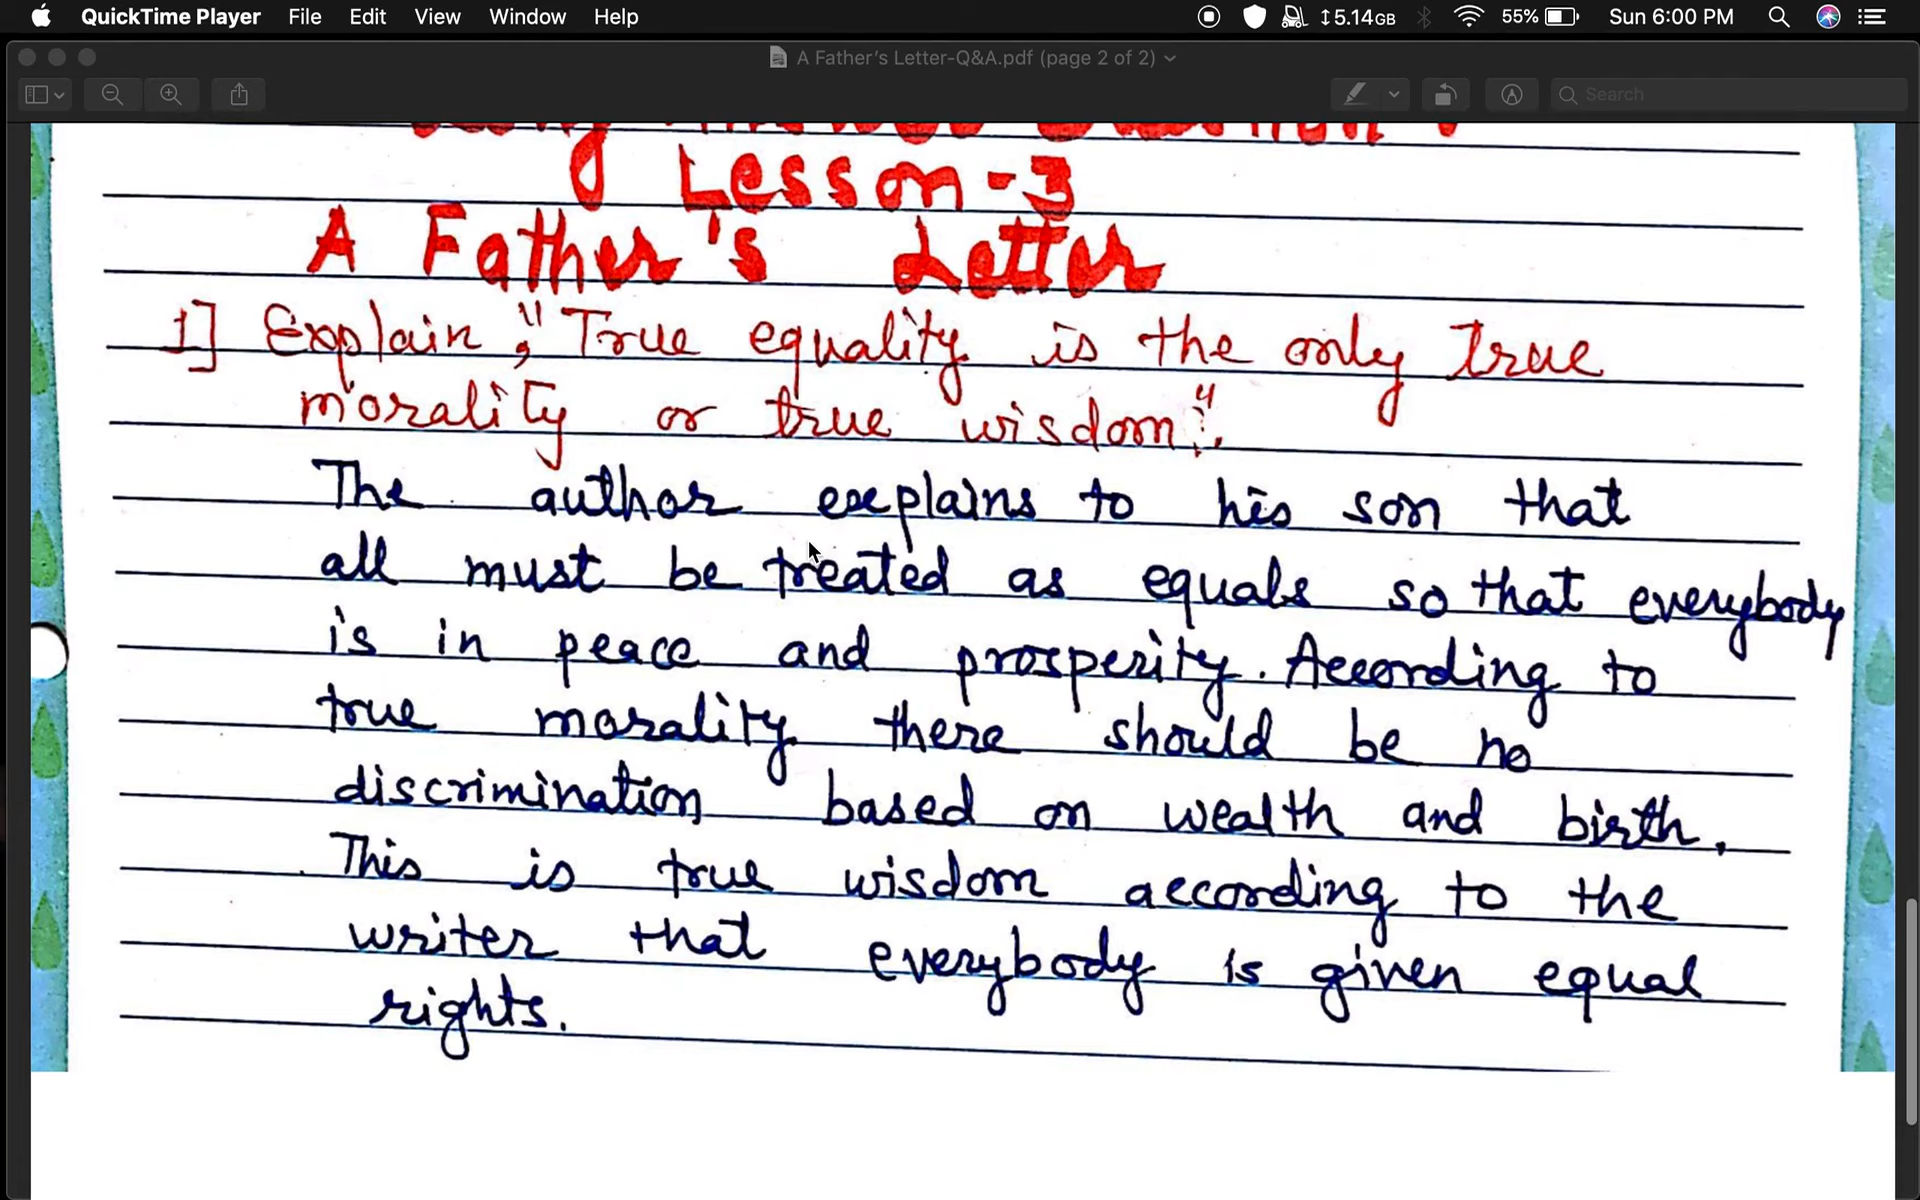 QuickTime Player File Edit View Window Help 5.14GB 55% Sun 6:00 PM
A Father's Letter-Q&A.pdf (page 2 of 2)
Search
Lesson-3
A Father's Letter
1] Explain, "True equality is the only true
morality or true wisdom".
The author explains to his son that
all must be treated as equals so that everybody
is in peace and prosperity. According to
true morality there should be no
discrimination based on wealth and birth.
This is true wisdom according to the
writer that everybody is given equal
rights.